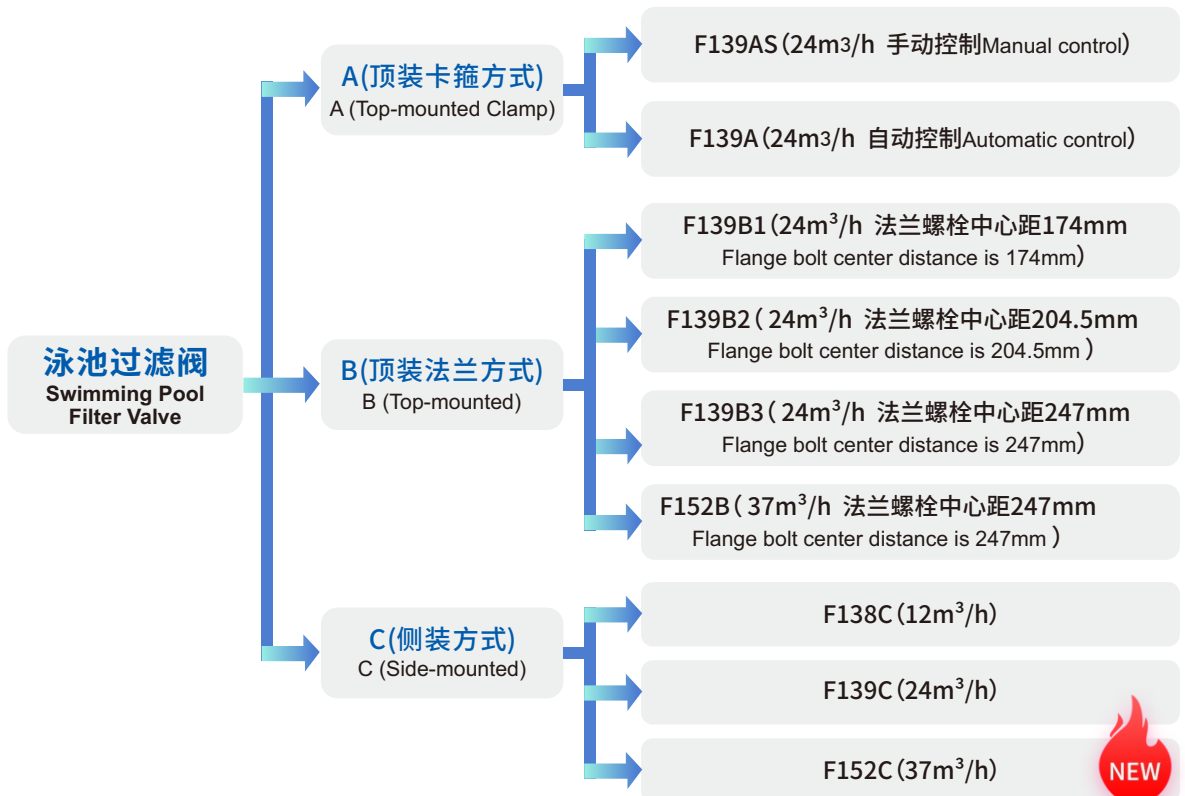 泳池过滤阀
Swimming Pool
Filter Valve
A(顶装卡箍方式)
A (Top-mounted Clamp)
F139AS(24m3/h 手动控制Manual control)
F139A(24m3/h 自动控制Automatic control)
B(顶装法兰方式)
B (Top-mounted)
F139B1(24m³/h 法兰螺栓中心距174mm
Flange bolt center distance is 174mm)
F139B2( 24m³/h 法兰螺栓中心距204.5mm
Flange bolt center distance is 204.5mm )
F139B3( 24m³/h 法兰螺栓中心距247mm
Flange bolt center distance is 247mm)
F152B( 37m³/h 法兰螺栓中心距247mm
Flange bolt center distance is 247mm )
C(侧装方式)
C (Side-mounted)
F138C(12m³/h)
F139C(24m³/h)
F152C(37m³/h)
NEW